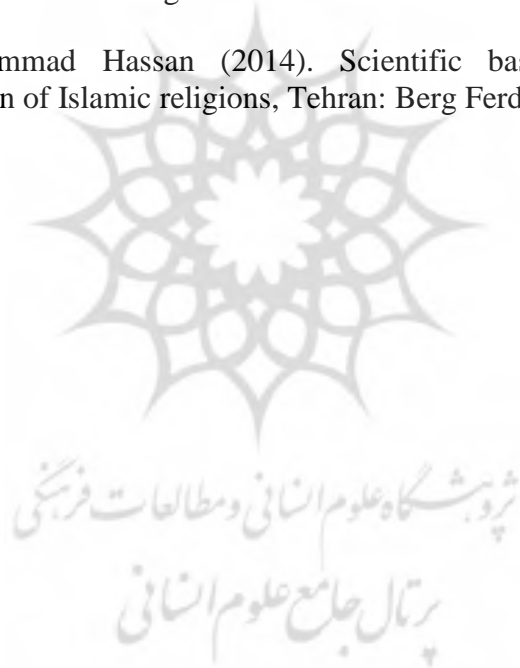 mmad Hassan (2014). Scientific bas
n of Islamic religions, Tehran: Berg Ferd
پژوهشگاه علوم انسانی و مطالعات فرهنگی
پرتال جامع علوم انسانی